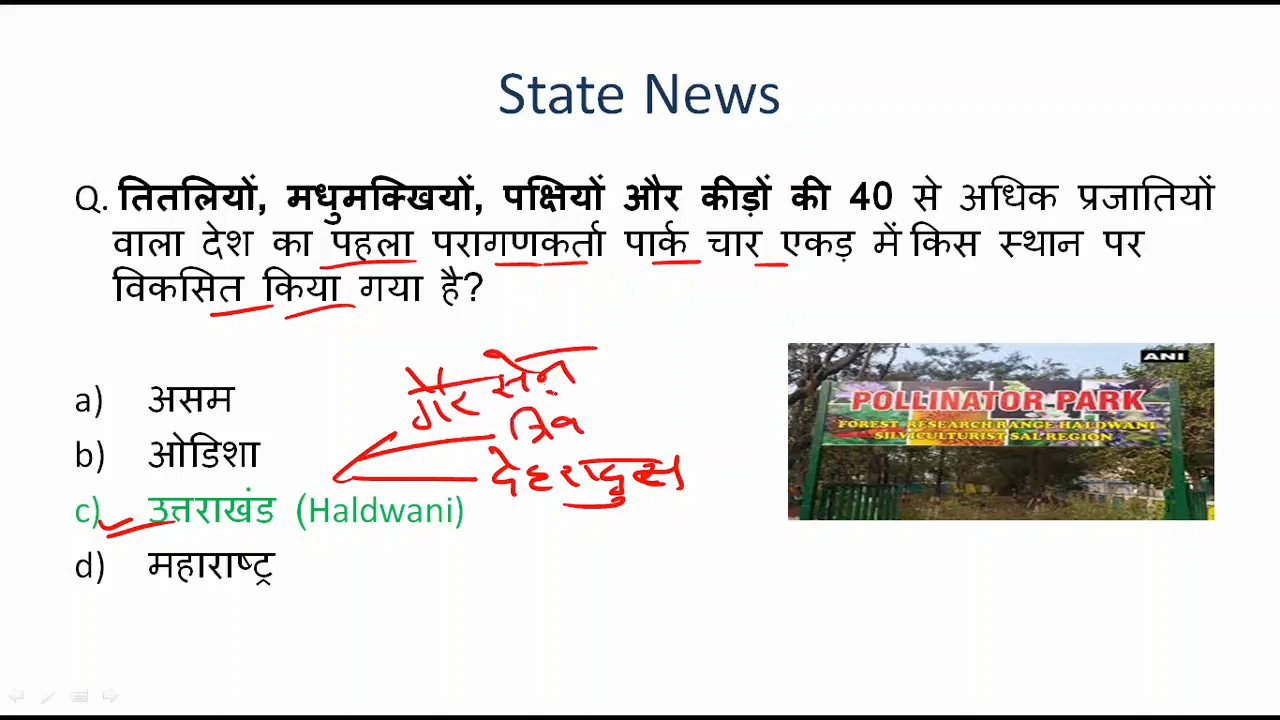 State News
Q. तितलियों, मधुमक्खियों, पक्षियों और कीड़ों की 40 से अधिक प्रजातियों
वाला देश का पहला परागणकर्ता पार्क चार एकड़ में किस स्थान पर
विकसित किया गया है?
a) असम
b) ओडिशा
c) उत्तराखंड (Haldwani)
d) महाराष्ट्र
गैरसेन
ANI
POLLINATOR PARK
FOREST RESEARCH RANGE HALDWANI
SILVICULTURIST SAL REGION